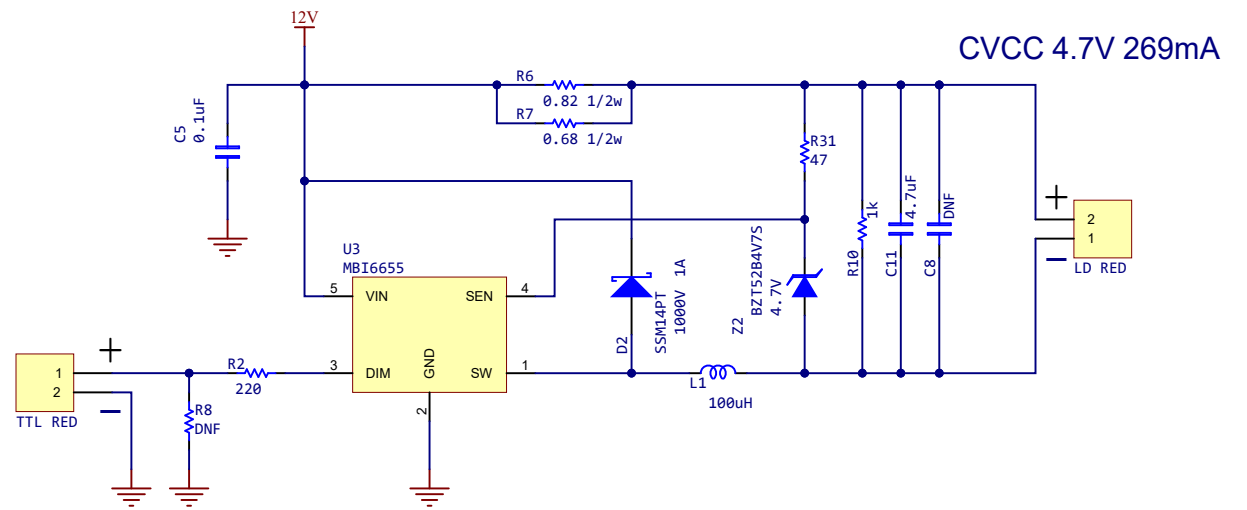 12V
CVCC 4.7V 269mA
R6
0.82 1/2w
R7
0.68 1/2w
C5
0.1uF
R31
47
U3
MBI6655
5
VIN
SEN
4
3
DIM
GND
SW
1
2
D2
SSM14PT
1000V 1A
Z2
BZT52B4V7S
4.7V
R10
1k
C11
4.7uF
C8
DNF
+
2
1
LD RED
L1
100uH
+
1
2
TTL RED
R2
220
R8
DNF